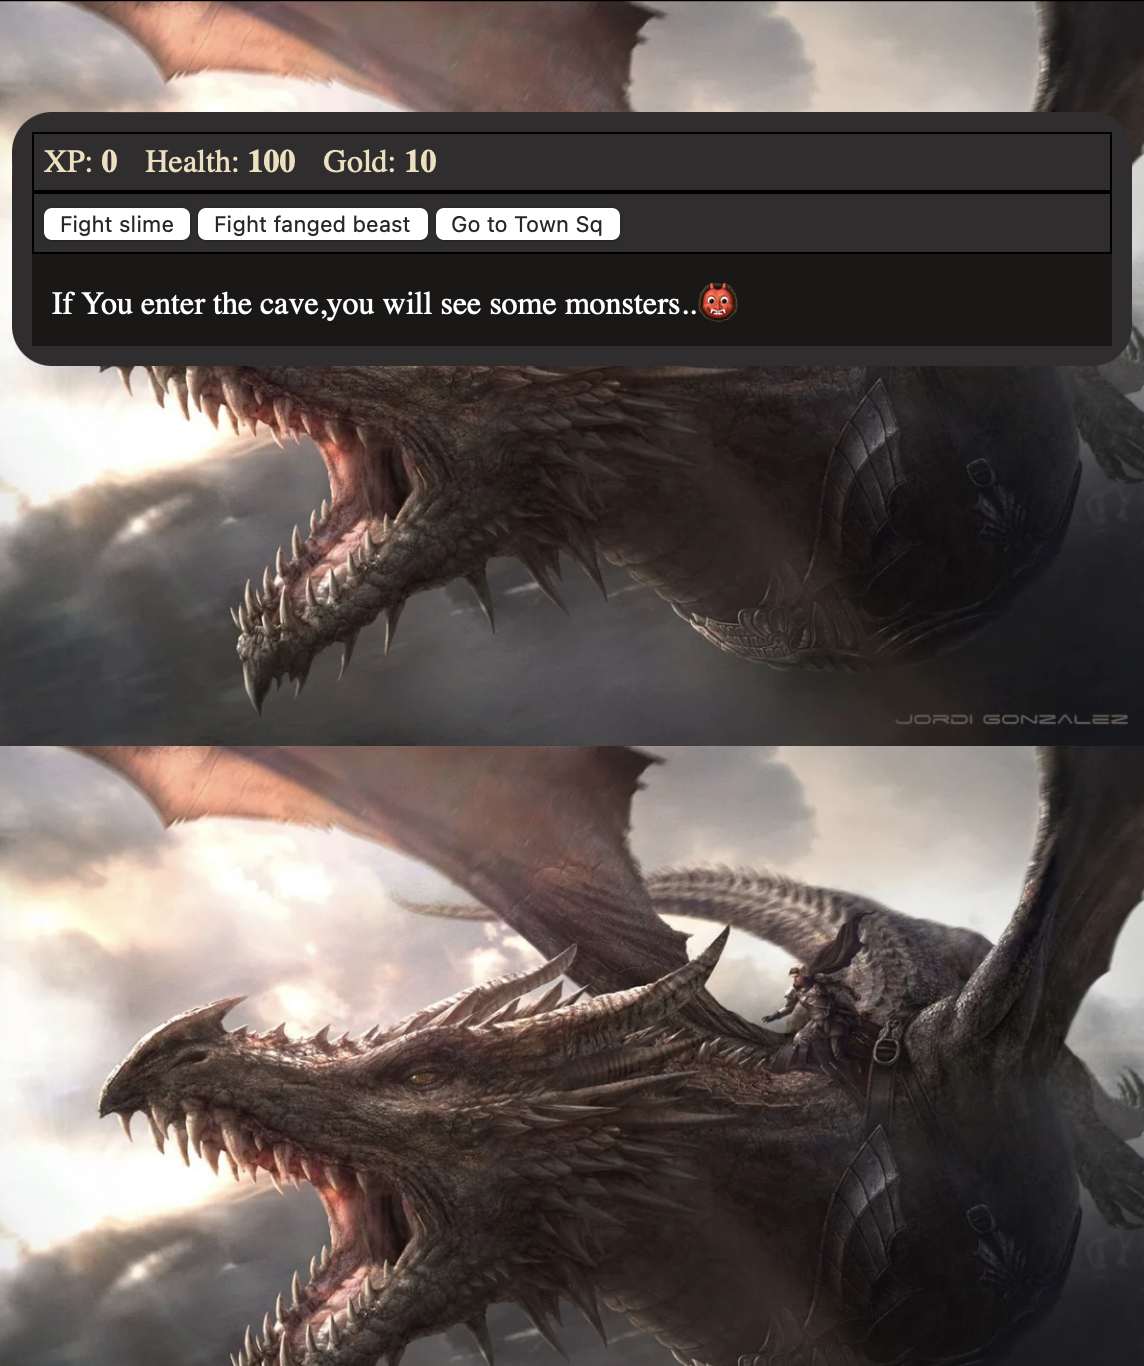 XP: 0 Health: 100 Gold: 10
Fight slime Fight fanged beast Go to Town Sq
If You enter the cave,you will see some monsters..👹
JORDI GONZALEZ